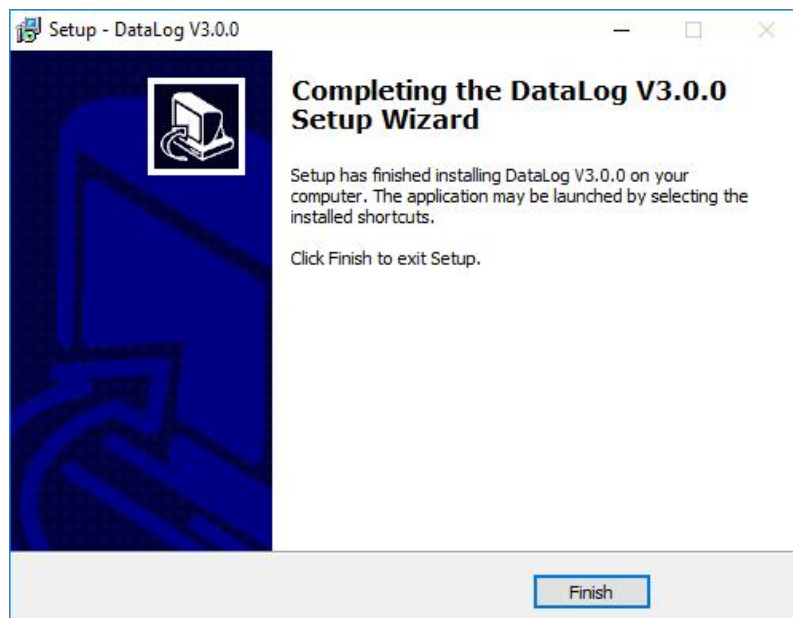 Setup - DataLog V3.0.0
Completing the DataLog V3.0.0
Setup Wizard
Setup has finished installing DataLog V3.0.0 on your
computer. The application may be launched by selecting the
installed shortcuts.
Click Finish to exit Setup.
Finish